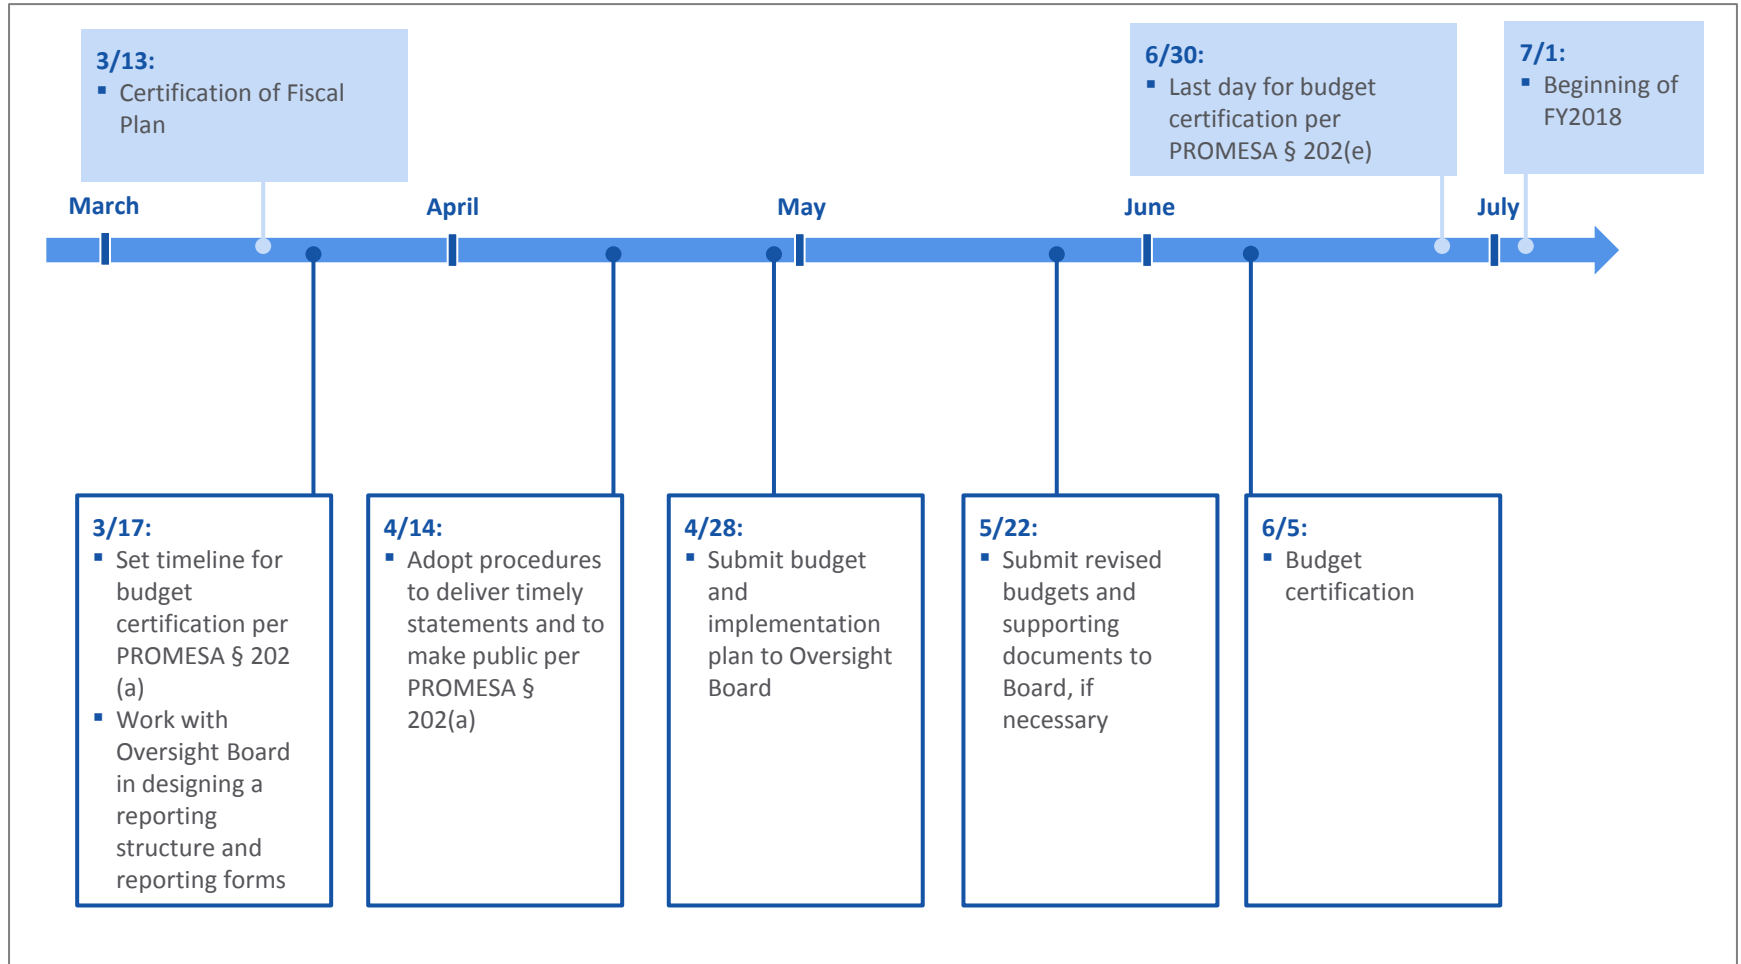 3/13:
▪ Certification of Fiscal
Plan
6/30:
▪ Last day for budget
certification per
PROMESA § 202(e)
7/1:
▪ Beginning of
FY2018
March
April
May
June
July
3/17:
▪ Set timeline for
budget
certification per
PROMESA § 202
(a)
▪ Work with
Oversight Board
in designing a
reporting
structure and
reporting forms
4/14:
▪ Adopt procedures
to deliver timely
statements and to
make public per
PROMESA §
202(a)
4/28:
▪ Submit budget
and
implementation
plan to Oversight
Board
5/22:
▪ Submit revised
budgets and
supporting
documents to
Board, if
necessary
6/5:
▪ Budget
certification